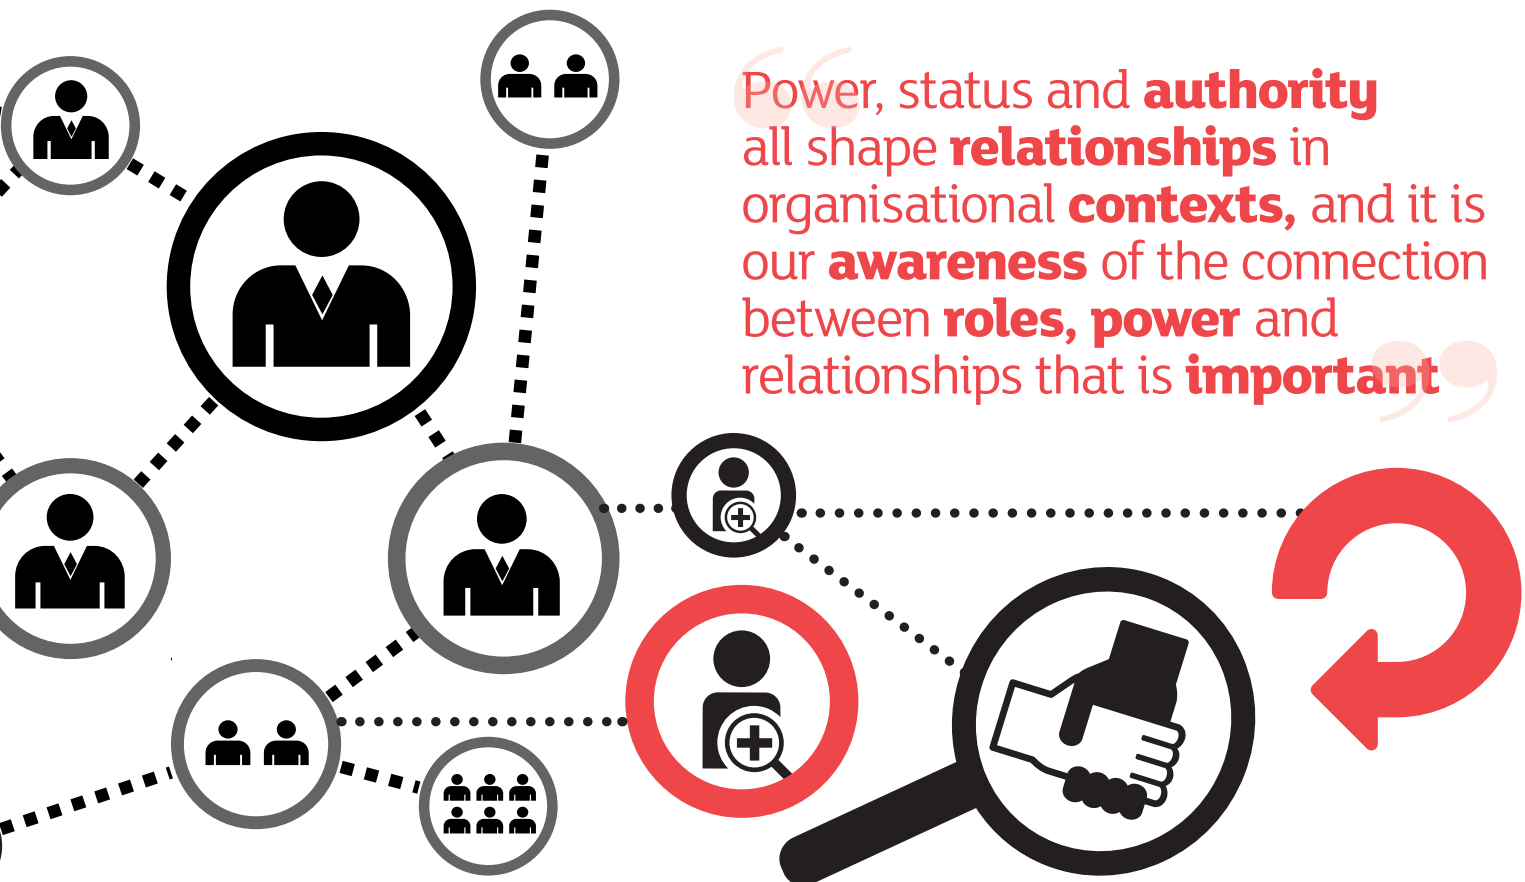 “Power, status and authority
all shape relationships in
organisational contexts, and it is
our awareness of the connection
between roles, power and
relationships that is important”